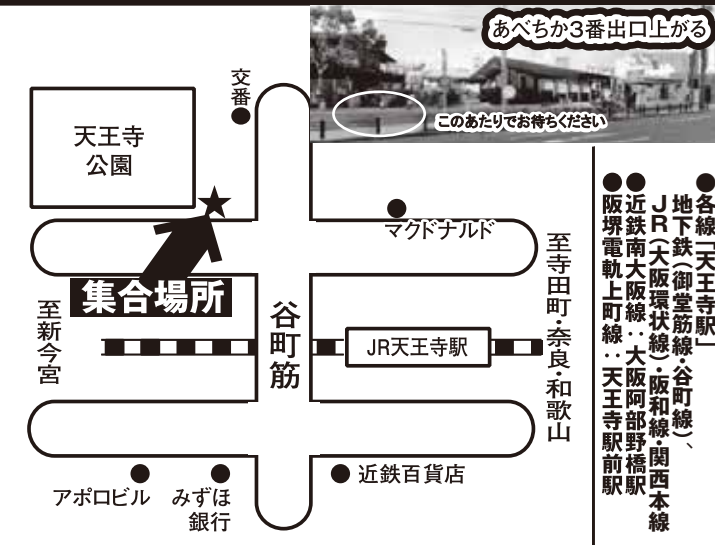 あべちか3番出口上がる
このあたりでお待ちください
交番
天王寺
公園
マクドナルド
集合場所
至新今宮
谷町筋
JR天王寺駅
至寺田町・奈良・和歌山
アポロビル
みずほ
銀行
近鉄百貨店
●各線「天王寺駅」
地下鉄（御堂筋線・谷町線）、
JR（大阪環状線）・阪和線・関西本線
●近鉄南大阪線：大阪阿部野橋駅
●阪堺電軌上町線：天王寺駅前駅